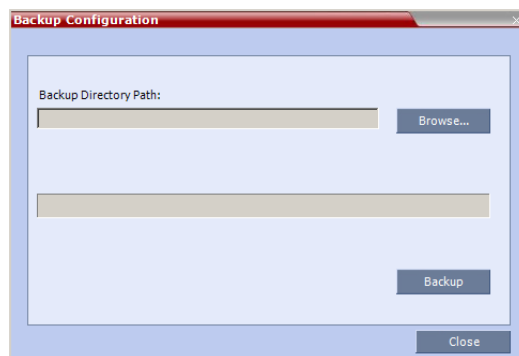 Backup Configuration
Backup Directory Path:
Browse...
Backup
Close